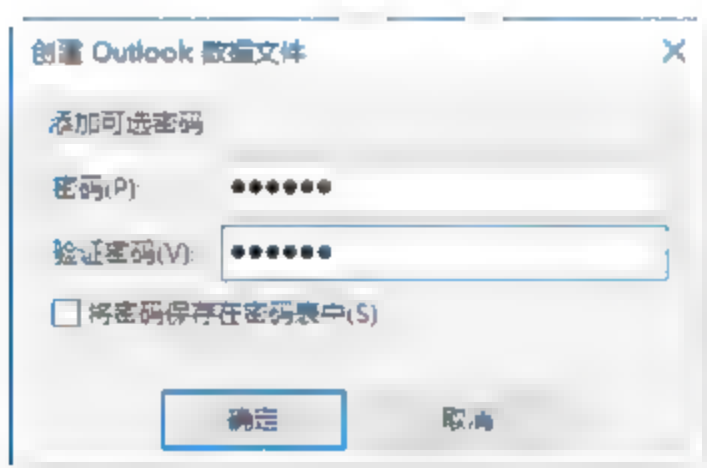 创建 Outlook 数据文件
添加可选密码
密码(P):
验证密码(V):
将密码保存在密码表中(S)
确定
取消